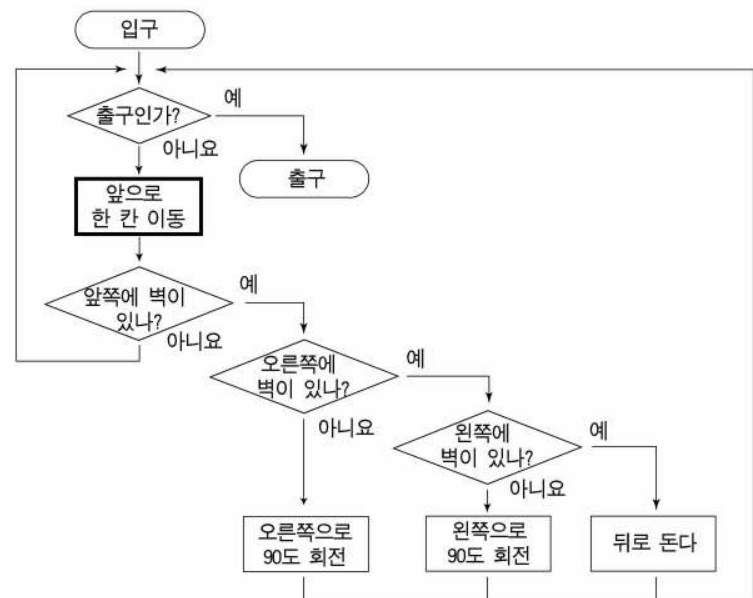 입구
출구인가?
예
아니요
출구
앞으로
한 칸 이동
앞쪽에 벽이
있나?
예
아니요
오른쪽에
벽이 있나?
예
아니요
왼쪽에
벽이 있나?
예
아니요
오른쪽으로
90도 회전
왼쪽으로
90도 회전
뒤로 돈다